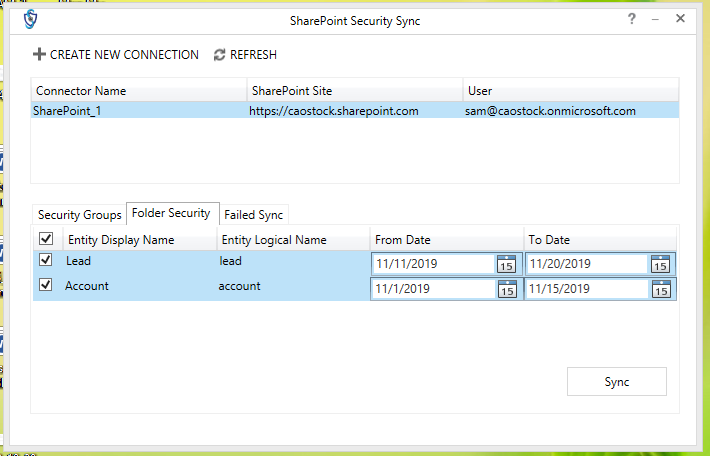 SharePoint Security Sync
CREATE NEW CONNECTION REFRESH
Connector Name SharePoint Site User
SharePoint_1 https://caostock.sharepoint.com sam@caostock.onmicrosoft.com
Security Groups Folder Security Failed Sync
Entity Display Name Entity Logical Name From Date To Date
Lead lead 11/11/2019 15 11/20/2019 15
Account account 11/1/2019 15 11/15/2019 15
Sync